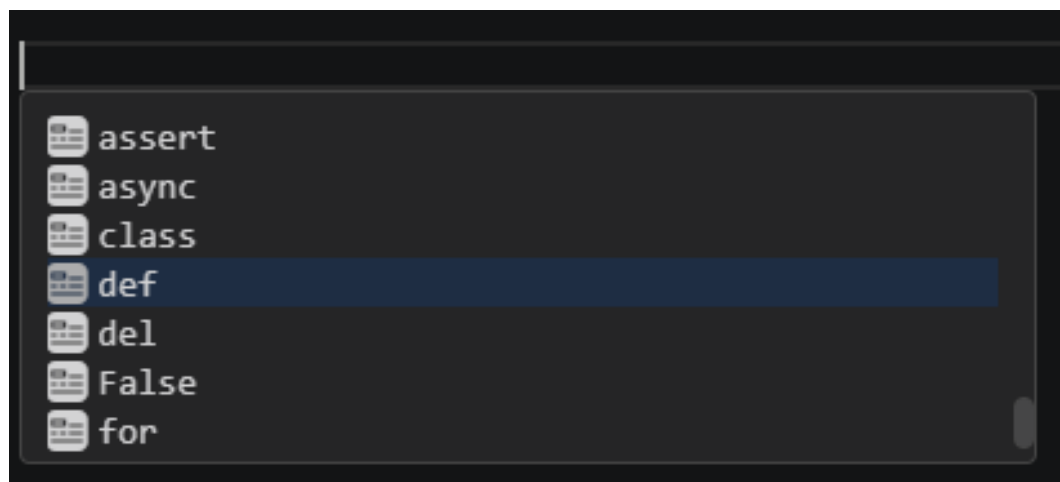 assert
async
class
def
del
False
for